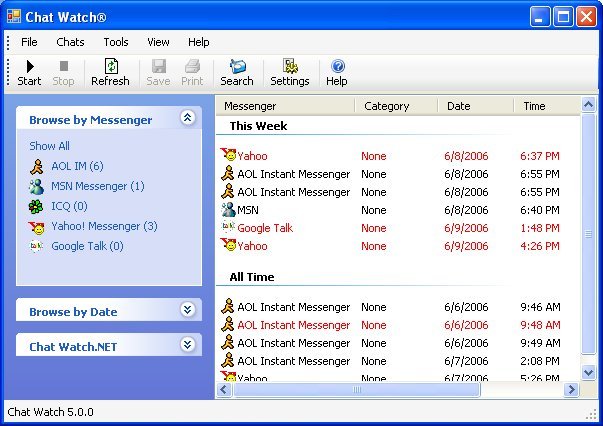 Chat Watch®
File Chats Tools View Help
Start Stop Refresh Save Print Search Settings Help
Browse by Messenger
Show All
AOL IM (6)
MSN Messenger (1)
ICQ (0)
Yahoo! Messenger (3)
Google Talk (0)
Browse by Date
Chat Watch.NET
Messenger Category Date Time
This Week
Yahoo None 6/8/2006 6:37 PM
AOL Instant Messenger None 6/8/2006 6:55 PM
AOL Instant Messenger None 6/8/2006 6:55 PM
MSN None 6/8/2006 6:40 PM
Google Talk None 6/9/2006 1:48 PM
Yahoo None 6/9/2006 4:26 PM
All Time
AOL Instant Messenger None 6/6/2006 9:46 AM
AOL Instant Messenger None 6/6/2006 9:48 AM
AOL Instant Messenger None 6/6/2006 9:49 AM
AOL Instant Messenger None 6/7/2006 2:08 PM
Yahoo None 6/7/2006 5:26 PM
Chat Watch 5.0.0